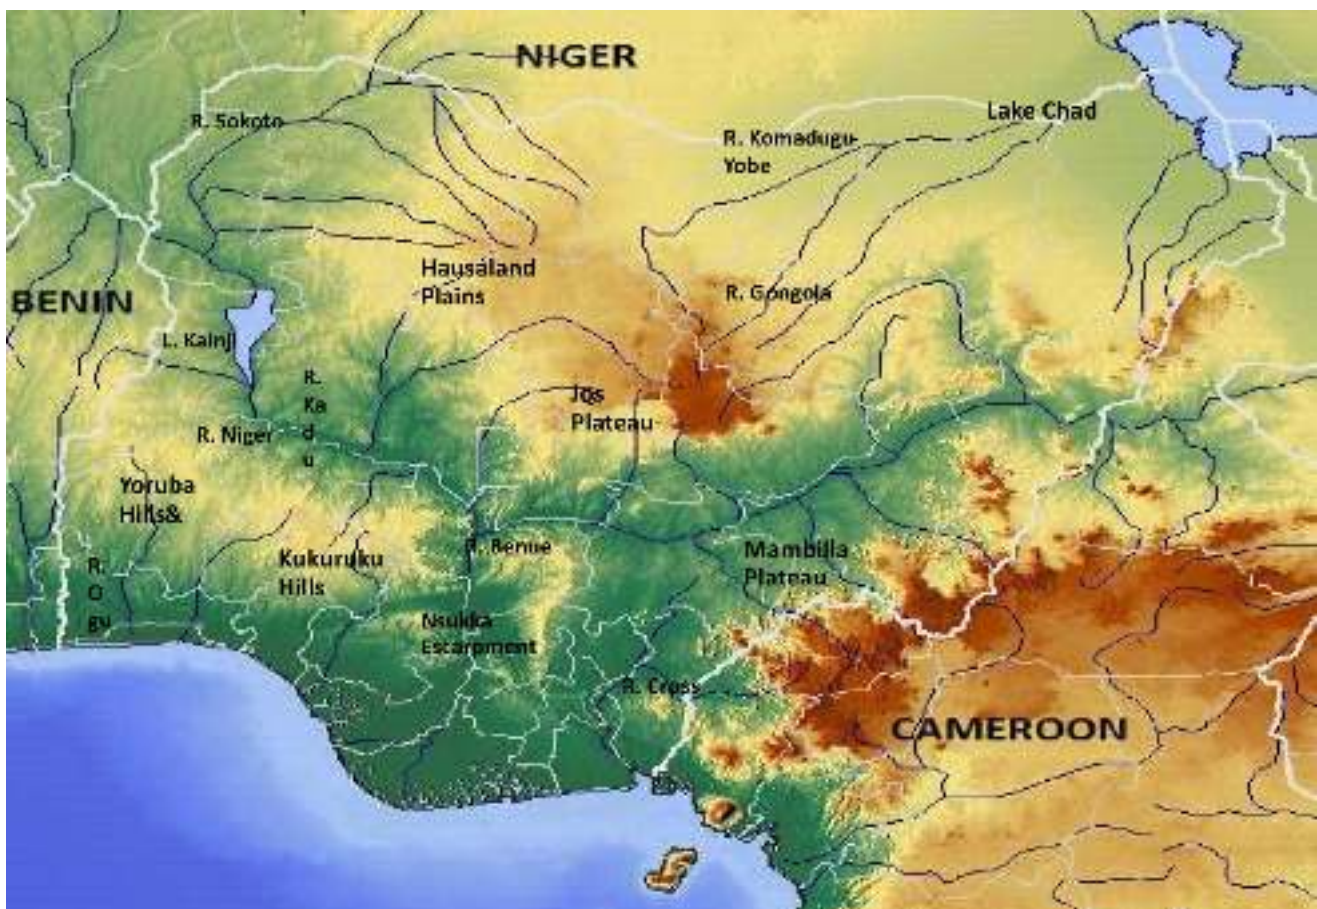 NIGER
Lake Chad
R. Sokoto
R. Komadugu
Yobe
Hausaland
Plains
R. Gongola
BENIN
L. Kainji
R.
Ka
d
u
Jos
Plateau
R. Niger
Yoruba
Hills&
R. Benue
Mambilla
Plateau
Kukuruku
Hills
R
O
gu
Nsukka
Escarpment
R. Cross
CAMEROON